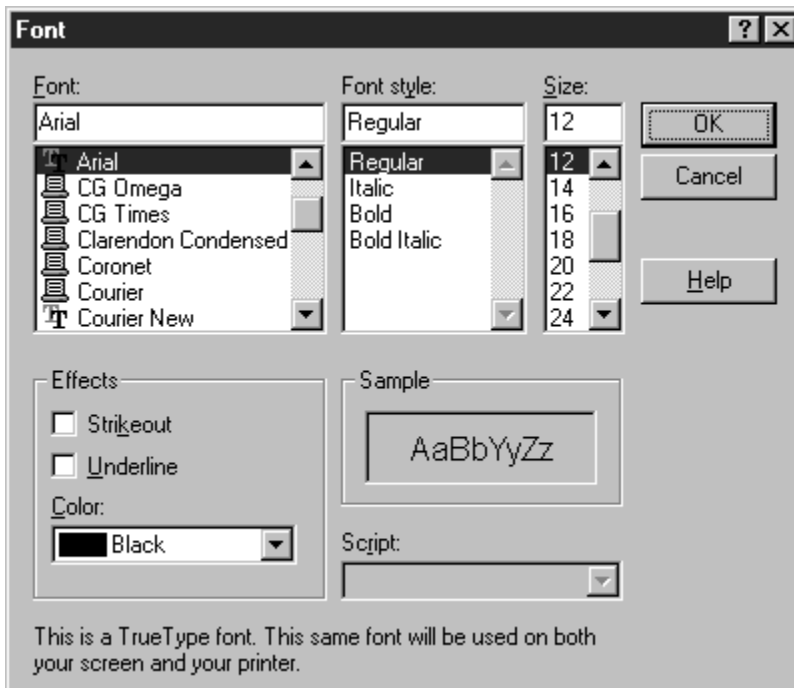 Font
Font:
Arial
Arial
CG Omega
CG Times
Clarendon Condensed
Coronet
Courier
Courier New
Font style:
Regular
Regular
Italic
Bold
Bold Italic
Size:
12
12
14
16
18
20
22
24
OK
Cancel
Help
Effects
Strikeout
Underline
Color:
Black
Sample
AaBbYyZz
Script:
This is a TrueType font. This same font will be used on both
your screen and your printer.